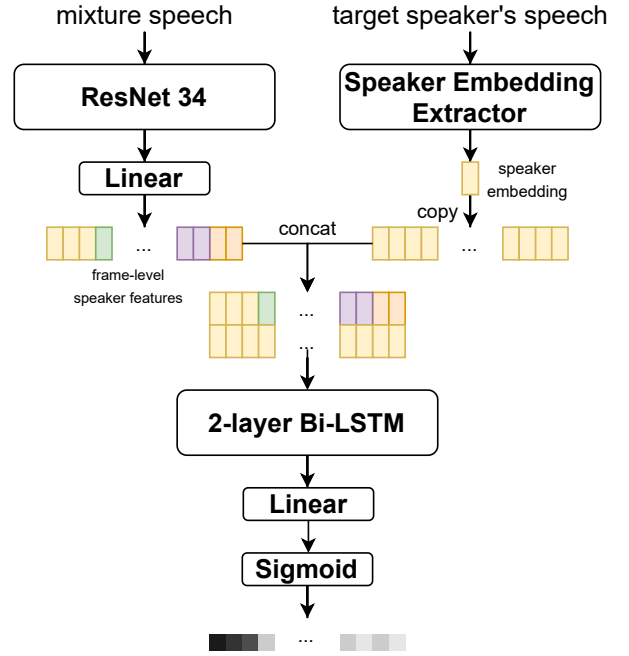 mixture speech
target speaker's speech
ResNet 34
Speaker Embedding
Extractor
Linear
speaker
embedding
copy
...
concat
...
frame-level
speaker features
...
...
2-layer Bi-LSTM
Linear
Sigmoid
...